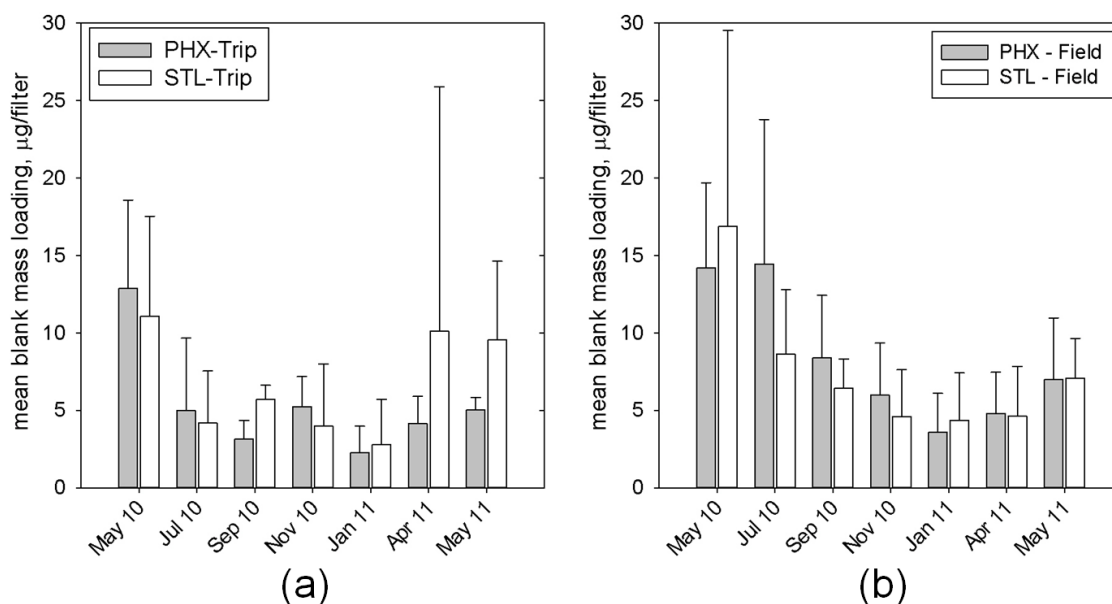 mean blank mass loading, μg/filter
30
25
20
15
10
5
0
PHX-Trip
STL-Trip
May 10
Jul 10
Sep 10
Nov 10
Jan 11
Apr 11
May 11
(a)
mean blank mass loading, μg/filter
30
25
20
15
10
5
0
PHX - Field
STL - Field
May 10
Jul 10
Sep 10
Nov 10
Jan 11
Apr 11
May 11
(b)